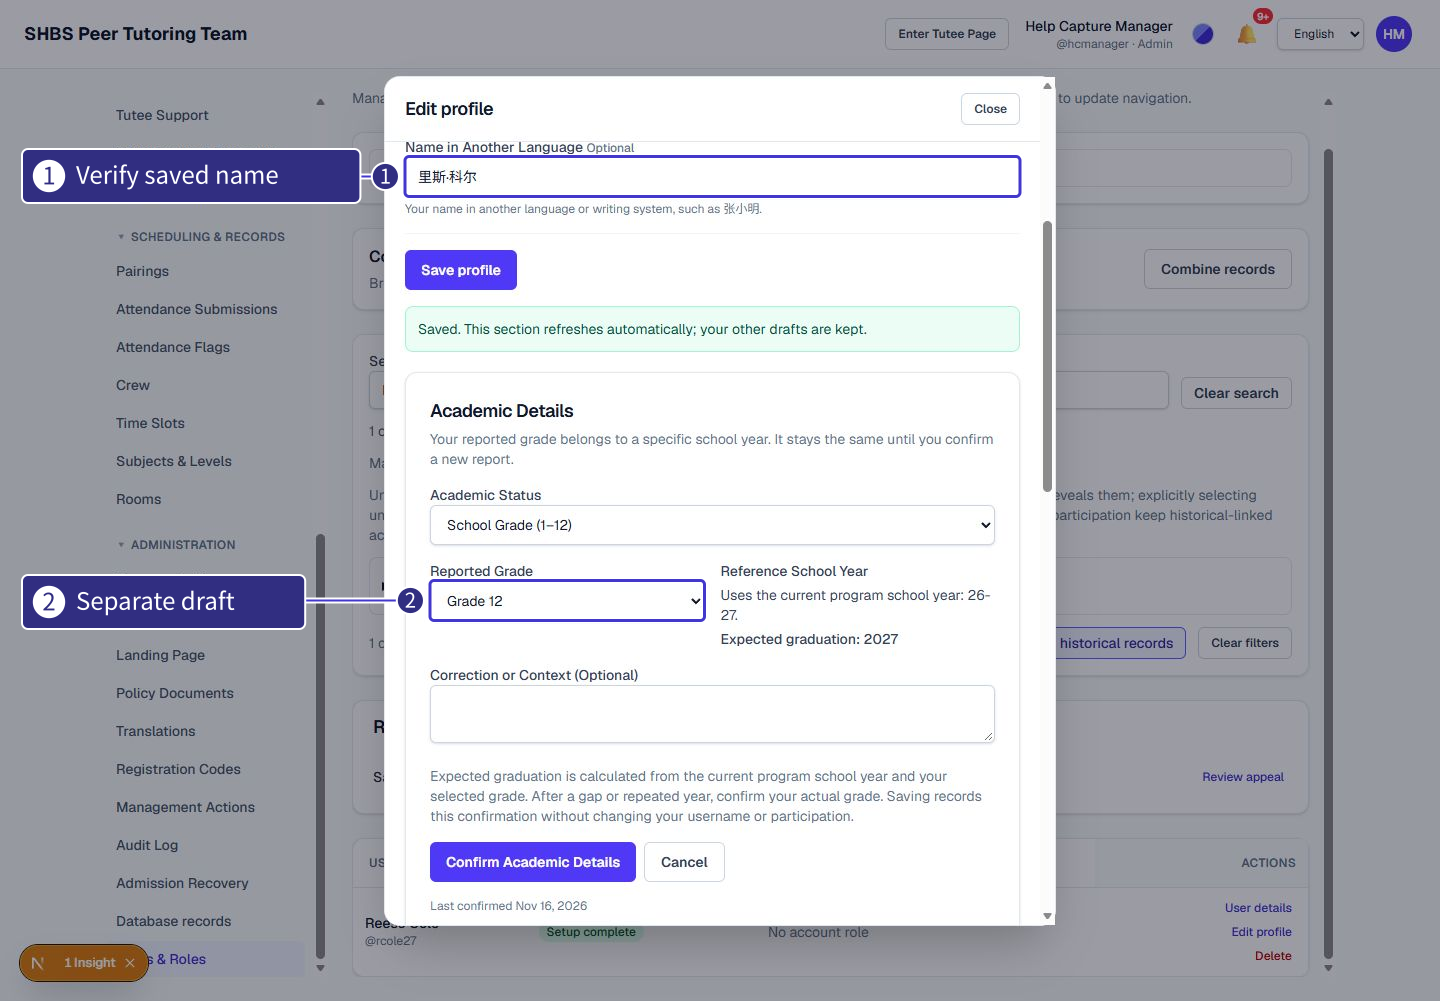 SHBS Peer Tutoring Team
Enter Tutee Page
Help Capture Manager
@hcmanager · Admin
9+
English
HM
Tutee Support
1 Verify saved name
SCHEDULING & RECORDS
Pairings
Attendance Submissions
Attendance Flags
Crew
Time Slots
Subjects & Levels
Rooms
ADMINISTRATION
2 Separate draft
Landing Page
Policy Documents
Translations
Registration Codes
Management Actions
Audit Log
Admission Recovery
Database records
& Roles
1 Insight
to update navigation.
Combine records
Clear search
eveals them; explicitly selecting
participation keep historical-linked
historical records
Clear filters
Review appeal
ACTIONS
@rcole27
Setup complete
No account role
User details
Edit profile
Delete
Edit profile
Close
Name in Another Language Optional
1
里斯·科尔
Your name in another language or writing system, such as 张小明.
Save profile
Saved. This section refreshes automatically; your other drafts are kept.
Academic Details
Your reported grade belongs to a specific school year. It stays the same until you confirm
a new report.
Academic Status
School Grade (1–12)
Reported Grade
2
Grade 12
Reference School Year
Uses the current program school year: 26-
27.
Expected graduation: 2027
Correction or Context (Optional)
Expected graduation is calculated from the current program school year and your
selected grade. After a gap or repeated year, confirm your actual grade. Saving records
this confirmation without changing your username or participation.
Confirm Academic Details
Cancel
Last confirmed Nov 16, 2026